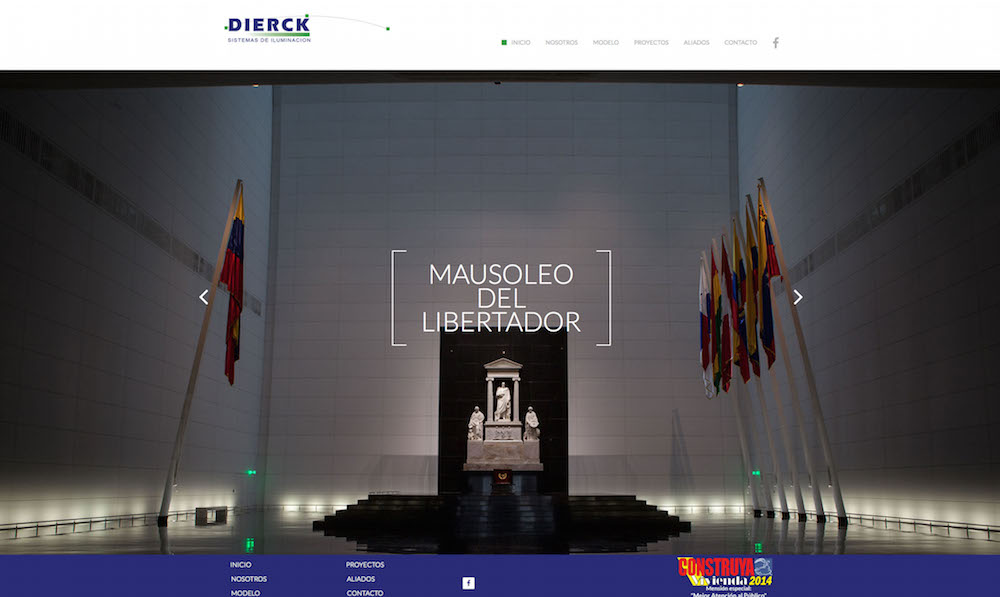 DIERCK
SISTEMAS DE ILUMINACIÓN
INICIO
NOSOTROS
MODELO
PROYECTOS
ALIADOS
CONTACTO
f
MAUSOLEO
DEL
LIBERTADOR
INICIO
NOSOTROS
MODELO
PROYECTOS
ALIADOS
CONTACTO
f
CONSTRUYA
Vivienda 2014
Mensión especial:
"Mejor Atención al Público"